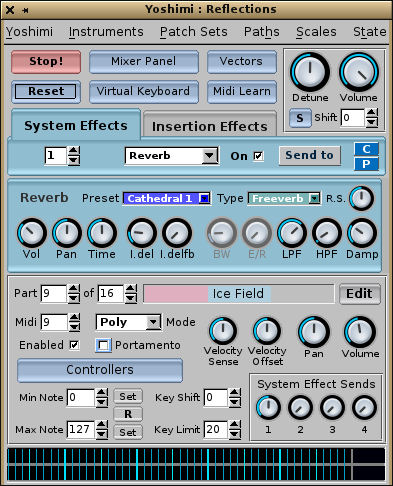 Yoshimi : Reflections
Yoshimi Instruments Patch Sets Paths Scales State
Stop! Mixer Panel Vectors
Reset Virtual Keyboard Midi Learn
Detune Volume
S Shift 0
System Effects Insertion Effects
1 Reverb On Send to C P
Reverb Preset Cathedral 1 Type Freeverb R.S.
Vol Pan Time I.del I.delfb BW E/R LPF HPF Damp
Part 9 of 16 Ice Field Edit
Midi 9 Poly Mode
Enabled Portamento
Velocity Sense Velocity Offset Pan Volume
Controllers
System Effect Sends
1 2 3 4
Min Note 0 Set Key Shift 0
R
Max Note 127 Set Key Limit 20